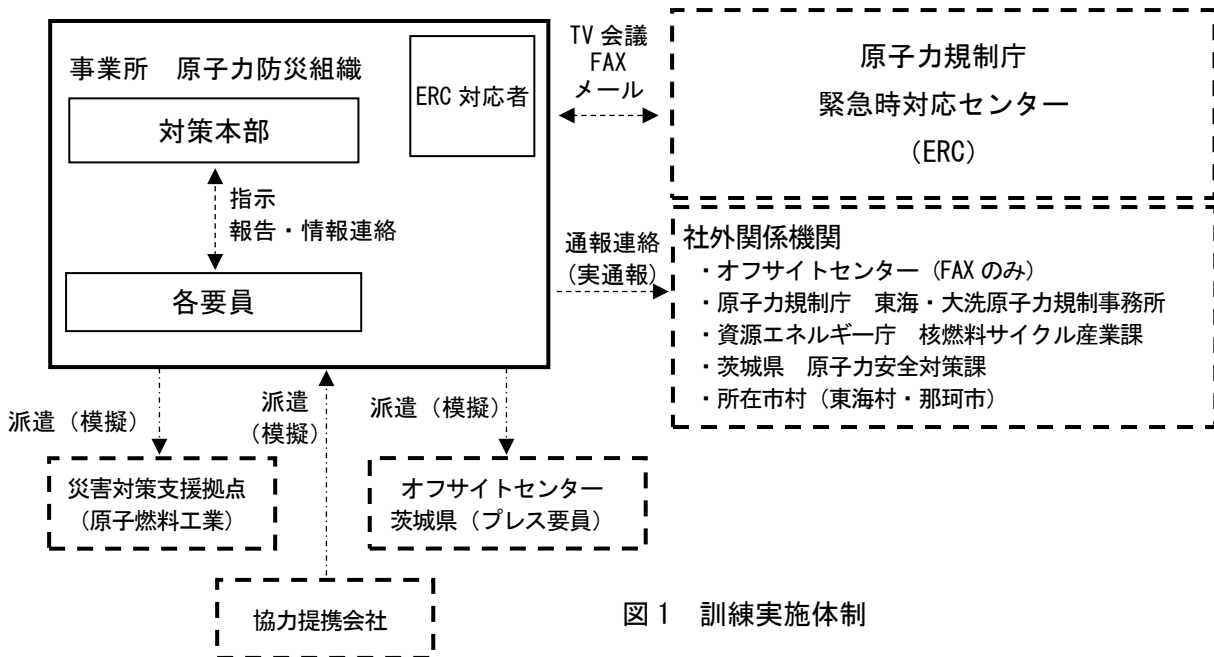 事業所　原子力防災組織
対策本部
指示
報告・情報連絡
各要員
ERC 対応者
TV 会議
FAX
メール
原子力規制庁
緊急時対応センター
(ERC)
通報連絡
(実通報)
社外関係機関
・オフサイトセンター（FAX のみ）
・原子力規制庁　東海・大洗原子力規制事務所
・資源エネルギー庁　核燃料サイクル産業課
・茨城県　原子力安全対策課
・所在市村（東海村・那珂市）
派遣（模擬）
派遣
(模擬)
派遣（模擬）
災害対策支援拠点
(原子燃料工業)
オフサイトセンター
茨城県（プレス要員）
協力提携会社
図 1　訓練実施体制